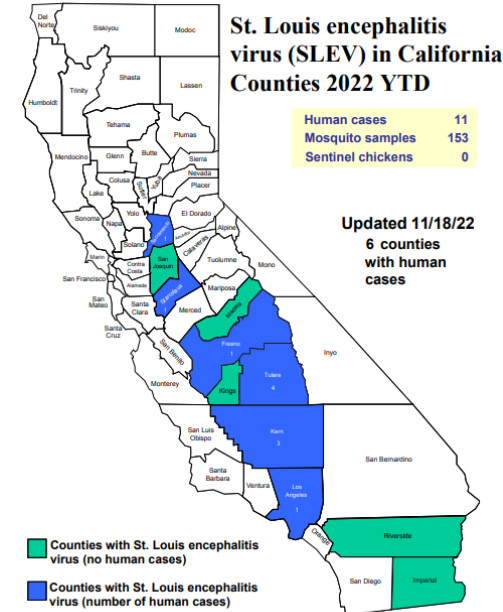 St. Louis encephalitis
virus (SLEV) in California
Counties 2022 YTD
Human cases 11
Mosquito samples 153
Sentinel chickens 0
Updated 11/18/22
6 counties
with human
cases
Del
Norte
Siskiyou
Modoc
Humboldt
Trinity
Shasta
Lassen
Tehama
Plumas
Mendocino
Glenn
Butte
Sierra
Nevada
Placer
Colusa
Sutter
Yuba
Lake
Sonoma
Napa
Yolo
El Dorado
Alpine
Amador
Calaveras
Solano
Marin
Contra
Costa
San
Joaquin
San Francisco
Alameda
Stanislaus
1
Tuolumne
Mono
San
Mateo
Santa
Clara
Merced
Mariposa
Madera
Santa
Cruz
San Benito
Fresno
1
Inyo
Monterey
Kings
Tulare
4
San Luis
Obispo
Kern
3
San Bernardino
Santa
Barbara
Ventura
Los
Angeles
1
Orange
Riverside
San Diego
Imperial
Counties with St. Louis encephalitis
virus (no human cases)
Counties with St. Louis encephalitis
virus (number of human cases)